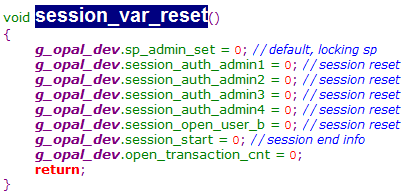 void session_var_reset()
{
g_opal_dev.sp_admin_set = 0; // default, locking sp
g_opal_dev.session_auth_admin1 = 0; // session reset
g_opal_dev.session_auth_admin2 = 0; // session reset
g_opal_dev.session_auth_admin3 = 0; // session reset
g_opal_dev.session_auth_admin4 = 0; // session reset
g_opal_dev.session_open_user_b = 0; // session reset
g_opal_dev.session_start = 0; // session end info
g_opal_dev.open_transaction_cnt = 0;
return;
}